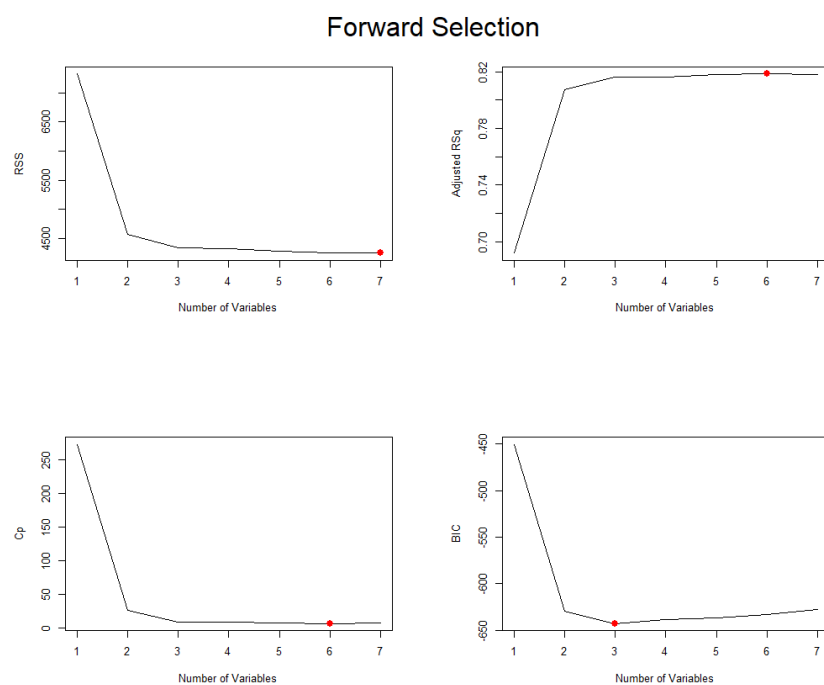 Forward Selection
RSS
6500
5500
4500
1 2 3 4 5 6 7
Number of Variables
Adjusted RSq
0.82
0.78
0.74
0.70
1 2 3 4 5 6 7
Number of Variables
Cp
250
200
150
100
50
0
1 2 3 4 5 6 7
Number of Variables
BIC
-450
-500
-550
-600
-650
1 2 3 4 5 6 7
Number of Variables